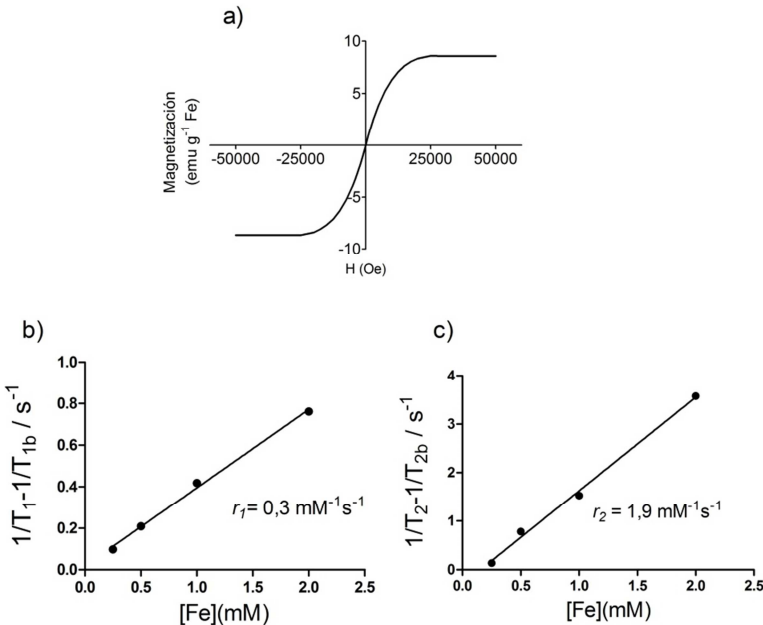 a)
10
5
-5
-10
-50000 -25000 25000 50000
Magnetización
(emu g⁻¹ Fe)
H (Oe)
b)
1.0
0.8
0.6
0.4
0.2
0.0
0.0 0.5 1.0 1.5 2.0 2.5
1/T₁-1/T₁b / s⁻¹
r₁= 0,3 mM⁻¹s⁻¹
[Fe](mM)
c)
4
3
2
1
0
0.0 0.5 1.0 1.5 2.0 2.5
1/T₂-1/T₂b / s⁻¹
r₂ = 1,9 mM⁻¹s⁻¹
[Fe](mM)